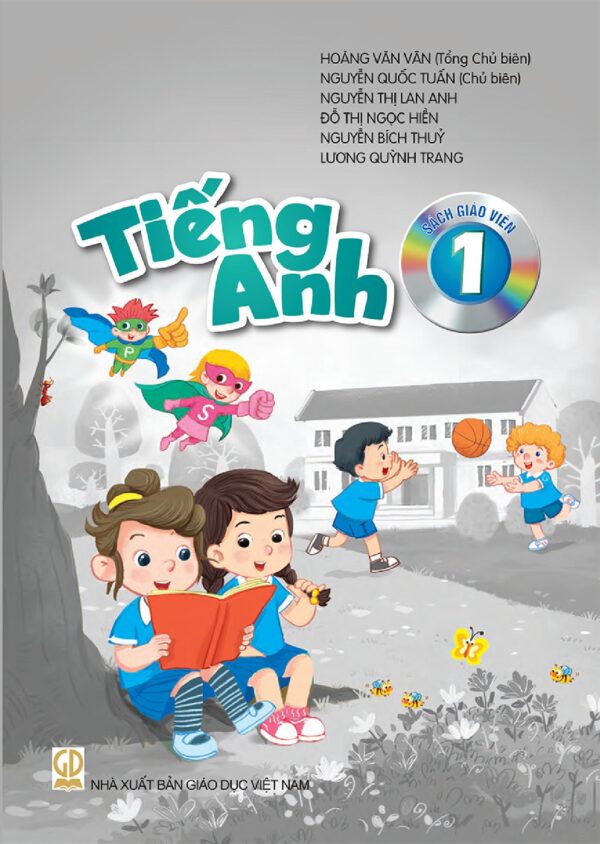 HOÀNG VĂN VÂN (Tổng Chủ biên)
NGUYỄN QUỐC TUẤN (Chủ biên)
NGUYỄN THỊ LAN ANH
ĐỖ THỊ NGỌC HIỀN
NGUYỄN BÍCH THUỶ
LƯƠNG QUỲNH TRANG
Tiếng
Anh
SÁCH GIÁO VIÊN
1
P
S
GD
NHÀ XUẤT BẢN GIÁO DỤC VIỆT NAM